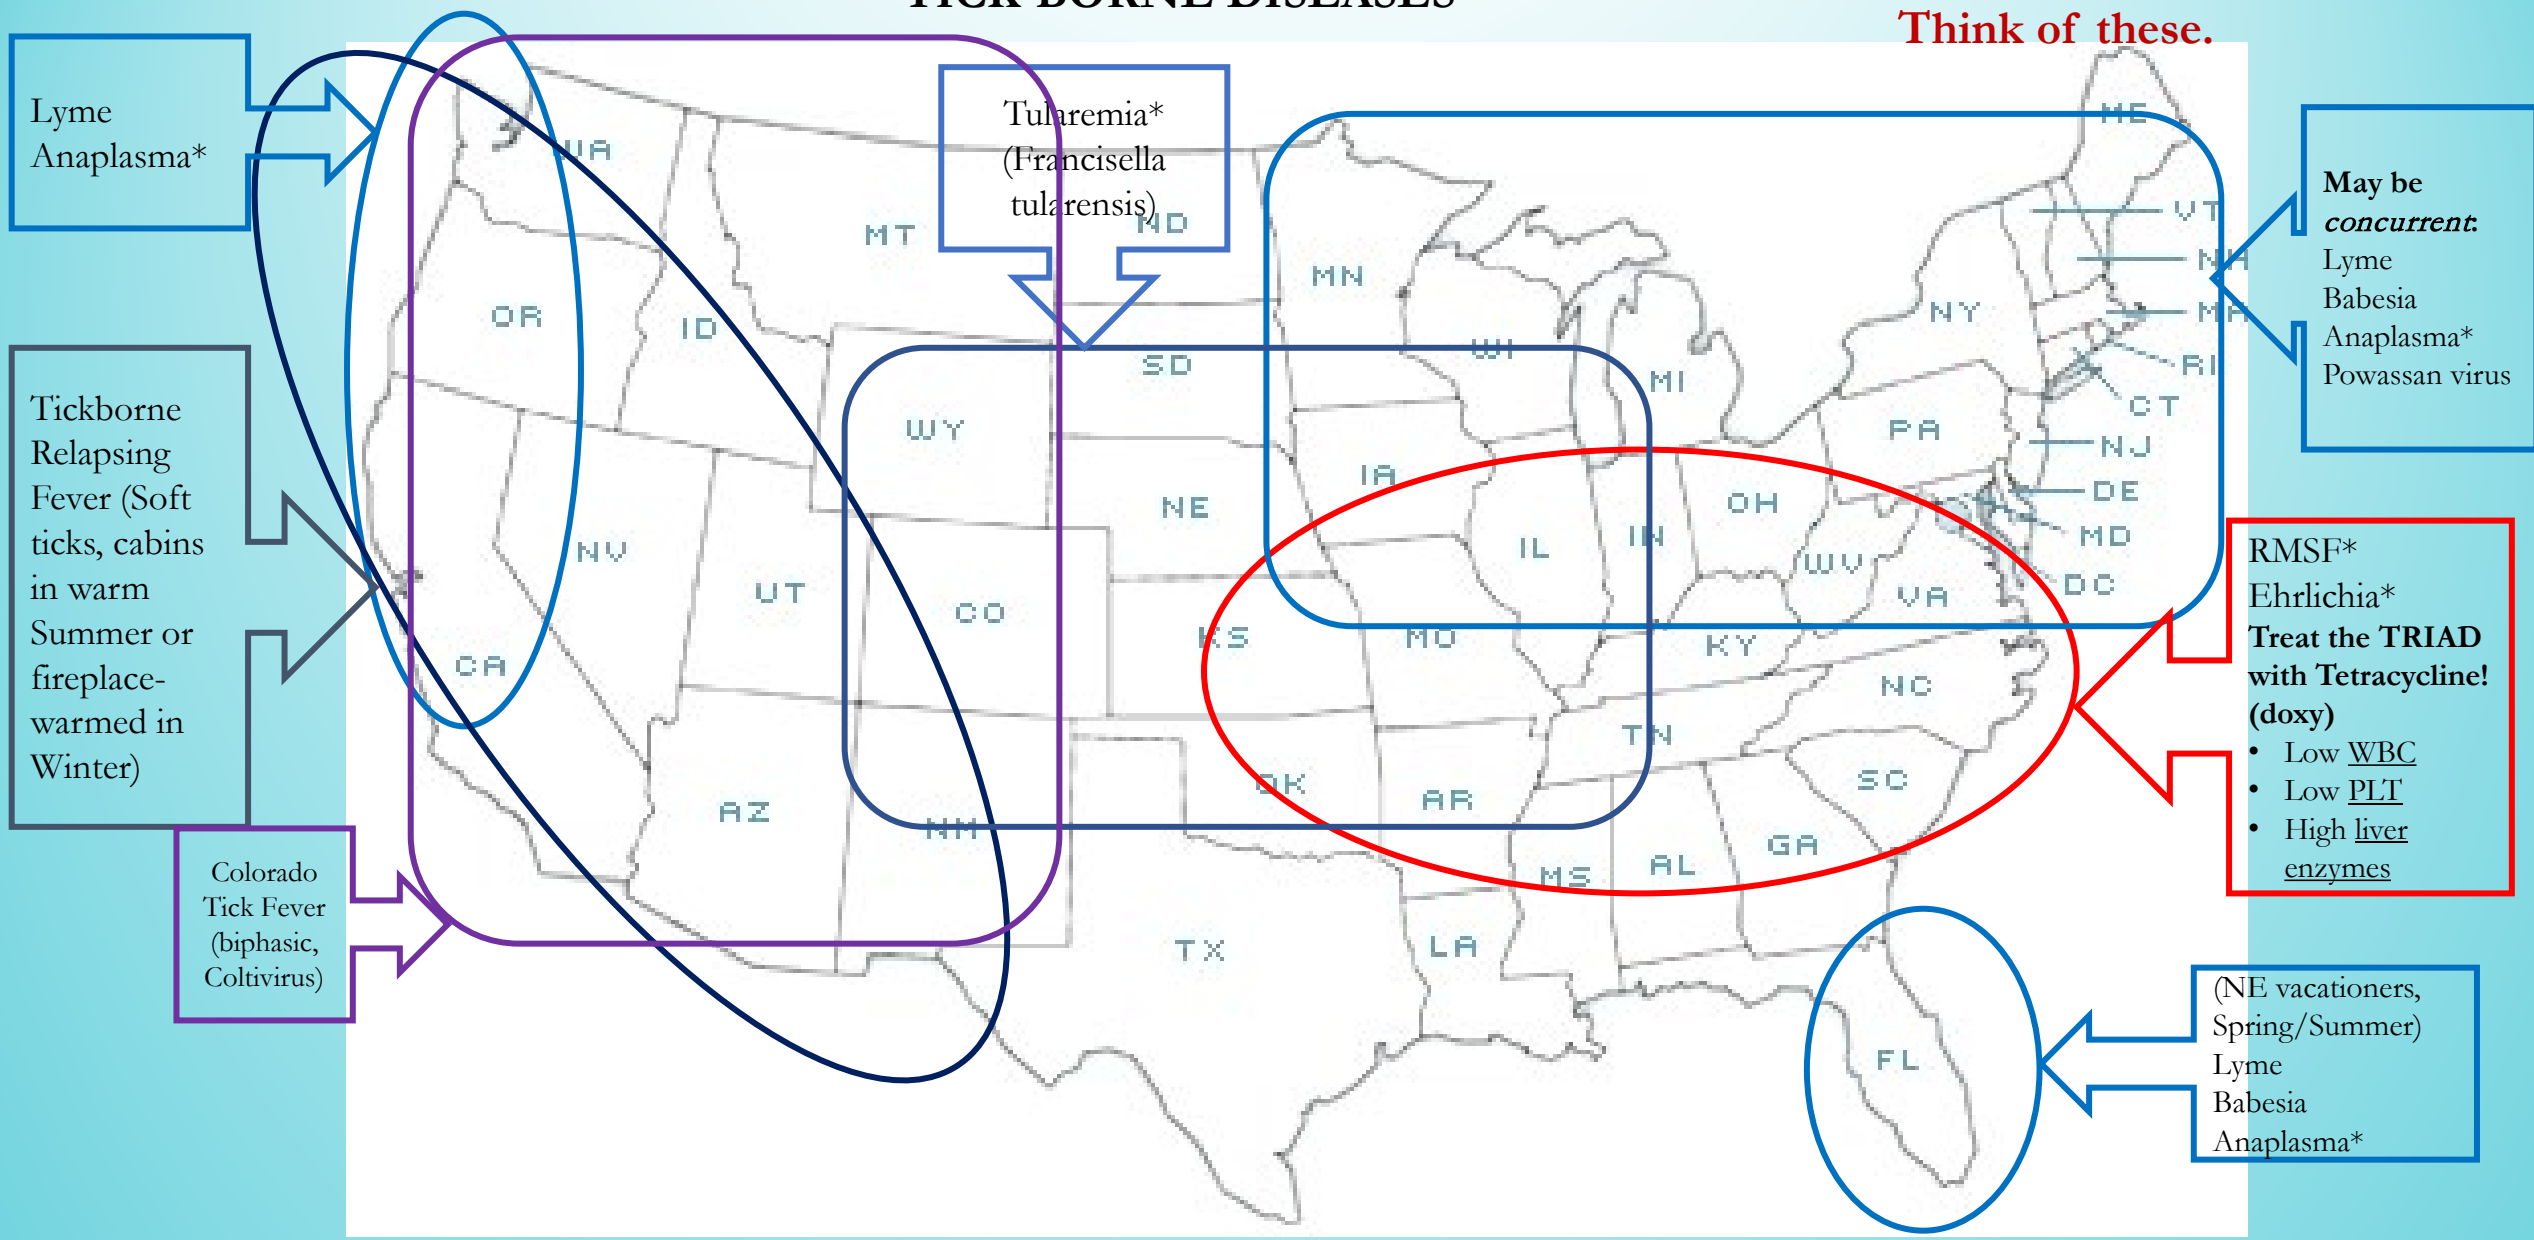 TICK-BORNE DISEASES
Think of these.
Lyme
Anaplasma*
Tularemia*
(Francisella
tularensis)
May be
concurrent:
Lyme
Babesia
Anaplasma*
Powassan virus
Tickborne
Relapsing
Fever (Soft
ticks, cabins
in warm
Summer or
fireplace-
warmed in
Winter)
RMSF*
Ehrlichia*
Treat the TRIAD
with Tetracycline!
(doxy)
• Low WBC
• Low PLT
• High liver
enzymes
Colorado
Tick Fever
(biphasic,
Coltivirus)
(NE vacationers,
Spring/Summer)
Lyme
Babesia
Anaplasma*
WA
MT
ND
MN
ME
VT
NH
MA
RI
CT
NJ
DE
MD
DC
OR
ID
SD
WI
MI
NY
WY
PA
IA
NE
OH
IL
IN
NV
UT
CO
KS
MO
WV
VA
KY
CA
NC
TN
AZ
NM
OK
AR
SC
MS
AL
GA
TX
LA
FL